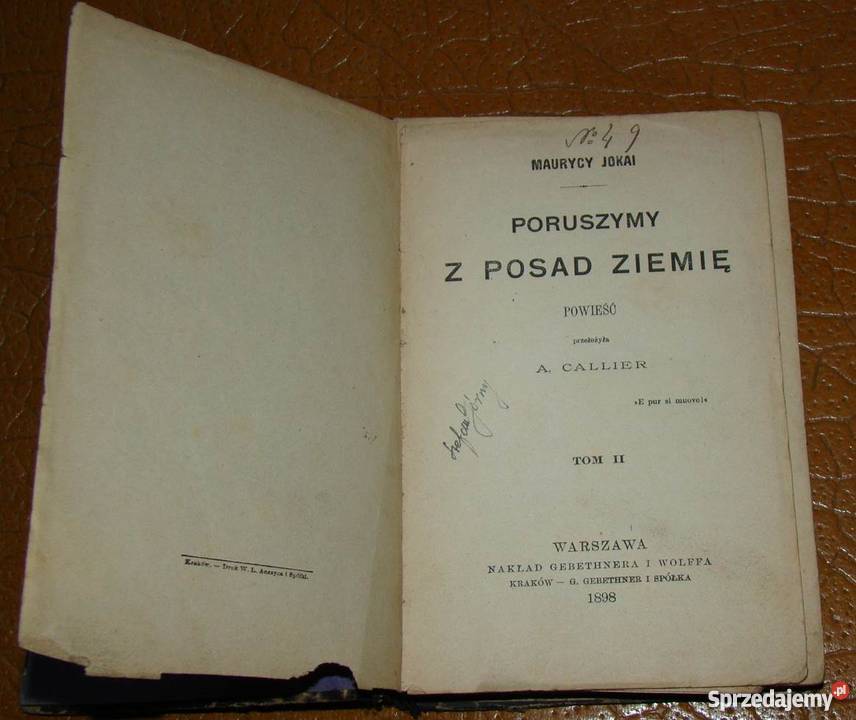 Kraków. — Druk W. L. Anczyca i Spółki.
№ 49
MAURYCY JOKAI
PORUSZYMY
Z POSAD ZIEMIĘ
POWIEŚĆ
przełożyła
A. CALLIER
»E pur si muove!«
TOM II
WARSZAWA
NAKŁAD GEBETHNERA I WOLFFA
KRAKÓW — G. GEBETHNER I SPÓŁKA
1898
Sprzedajemy.pl